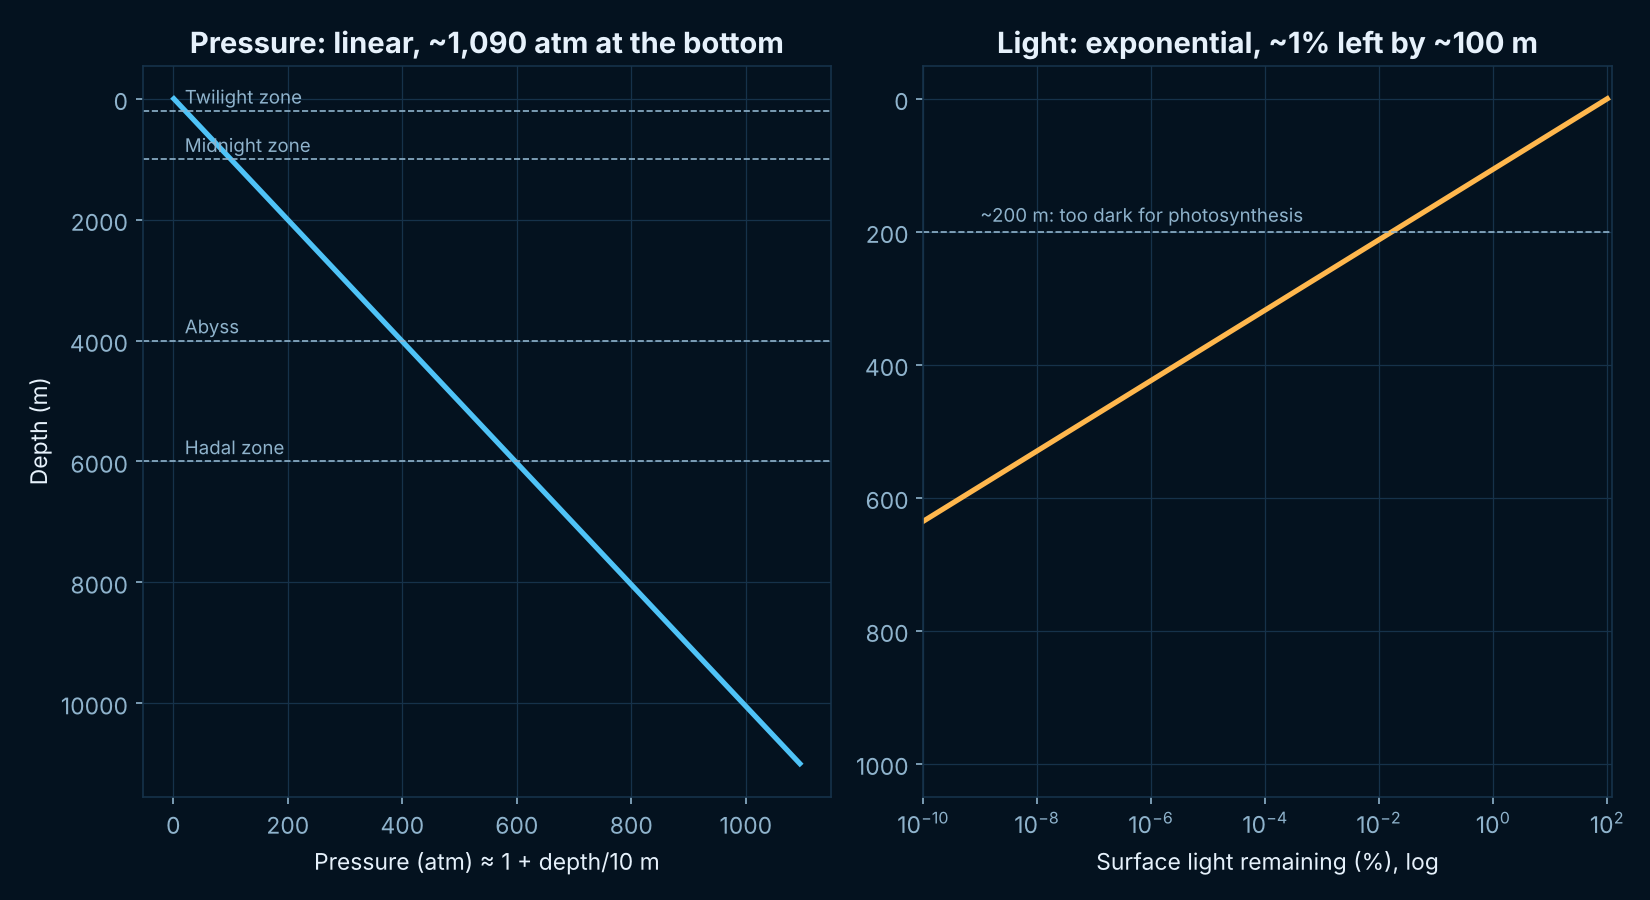 Pressure: linear, ~1,090 atm at the bottom
Twilight zone
Midnight zone
Abyss
Hadal zone
0
2000
4000
6000
8000
10000
Depth (m)
0 200 400 600 800 1000
Pressure (atm) ≈ 1 + depth/10 m
Light: exponential, ~1% left by ~100 m
~200 m: too dark for photosynthesis
0
200
400
600
800
1000
10⁻¹⁰ 10⁻⁸ 10⁻⁶ 10⁻⁴ 10⁻² 10⁰ 10²
Surface light remaining (%), log